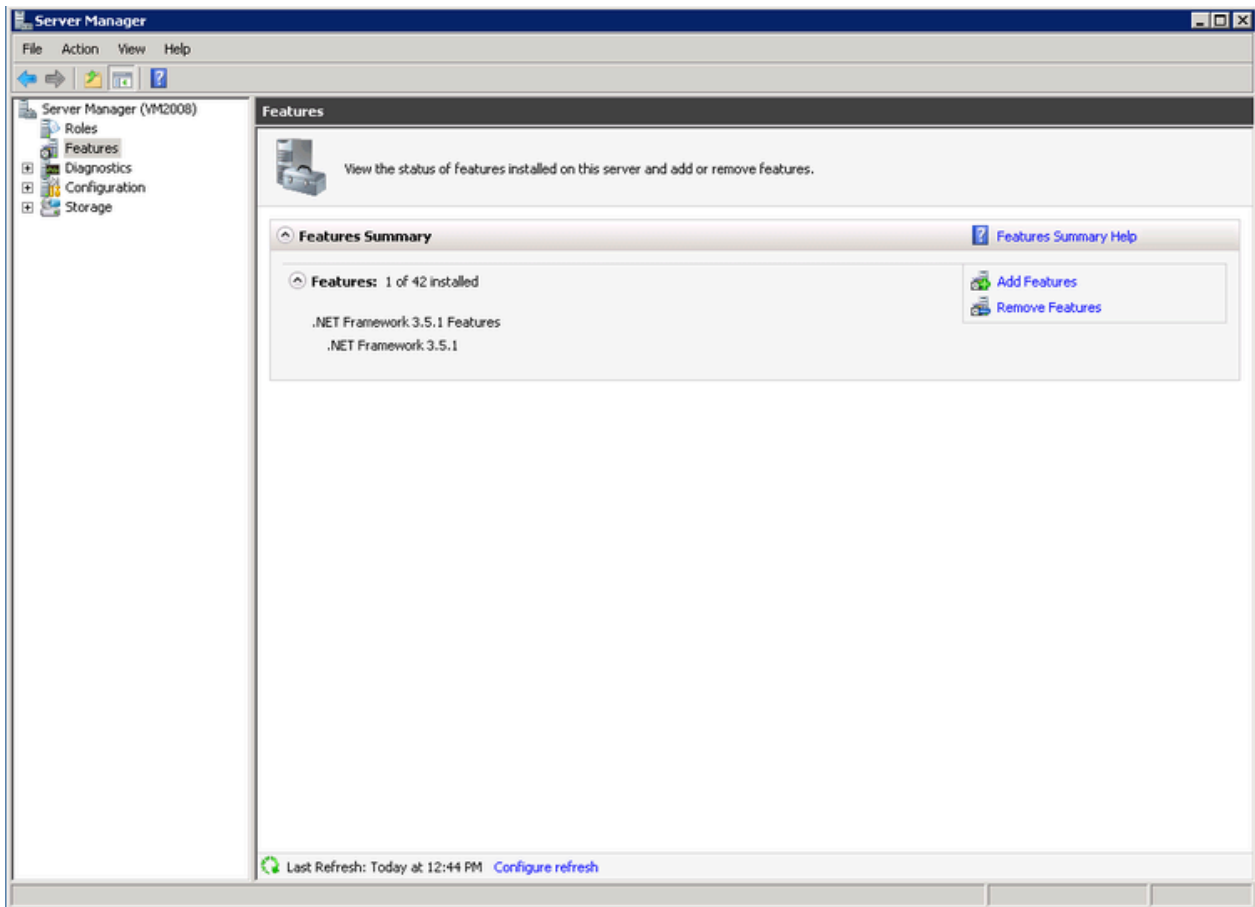 Server Manager
File Action View Help
Server Manager (VM2008)
Roles
Features
Diagnostics
Configuration
Storage
Features
View the status of features installed on this server and add or remove features.
Features Summary
Features Summary Help
Features: 1 of 42 installed
Add Features
Remove Features
.NET Framework 3.5.1 Features
.NET Framework 3.5.1
Last Refresh: Today at 12:44 PM Configure refresh